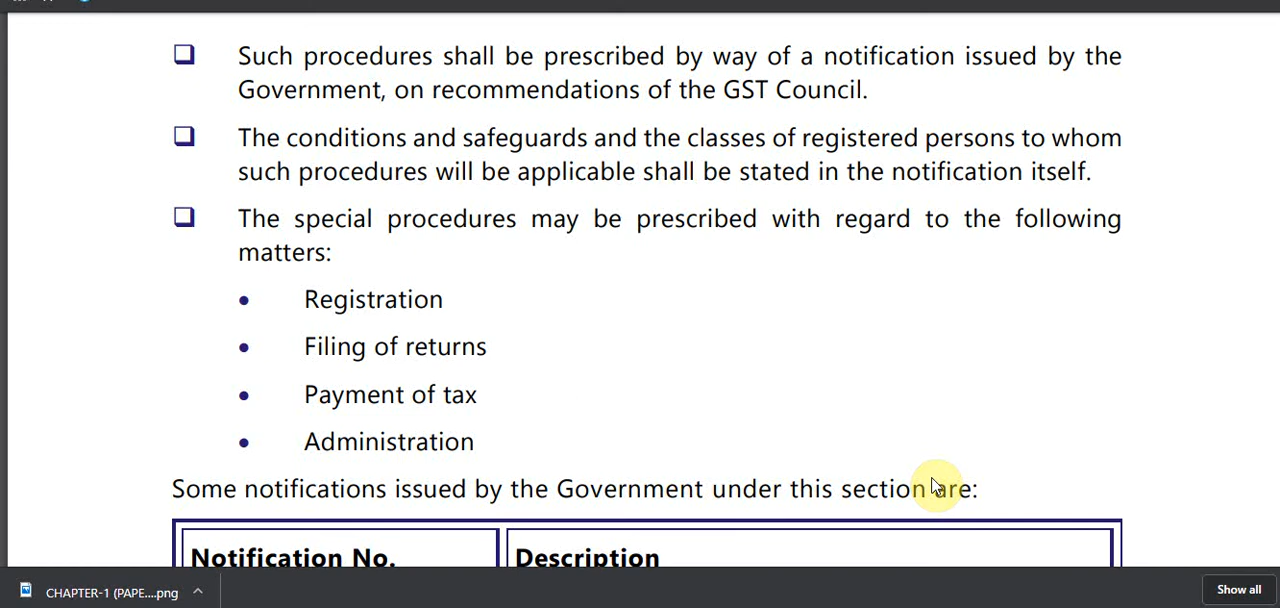 Such procedures shall be prescribed by way of a notification issued by the
Government, on recommendations of the GST Council.
The conditions and safeguards and the classes of registered persons to whom
such procedures will be applicable shall be stated in the notification itself.
The special procedures may be prescribed with regard to the following
matters:
Registration
Filing of returns
Payment of tax
Administration
Some notifications issued by the Government under this section are:
Notification No. Description
CHAPTER-1 (PAPE....png Show all